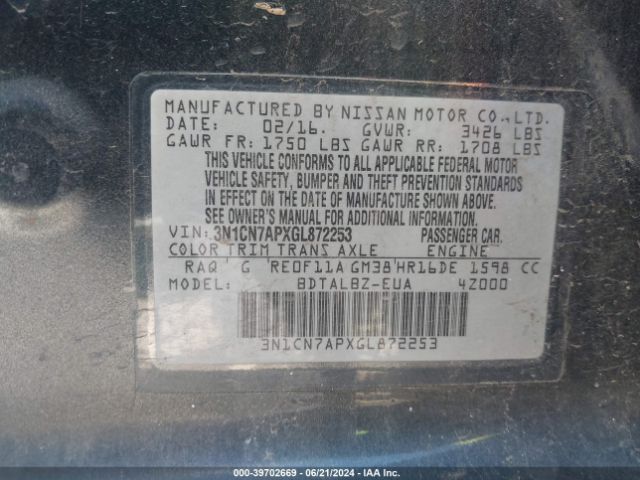 MANUFACTURED BY NISSAN MOTOR CO.,LTD.
DATE: 02/16. GVWR: 3426 LBS
GAWR FR: 1750 LBS GAWR RR: 1708 LBS
THIS VEHICLE CONFORMS TO ALL APPLICABLE FEDERAL MOTOR
VEHICLE SAFETY, BUMPER AND THEFT PREVENTION STANDARDS
IN EFFECT ON THE DATE OF MANUFACTURE SHOWN ABOVE.
SEE OWNER'S MANUAL FOR ADDITIONAL INFORMATION.
VIN: 3N1CN7APXGL872253 PASSENGER CAR.
COLOR TRIM TRANS AXLE ENGINE
RAQ G RE0F11A GM38 HR16DE 1598 CC
MODEL: BDTALBZ-EUA 4Z000
3N1CN7APXGL872253
000-39702669 - 06/21/2024 - IAA Inc.